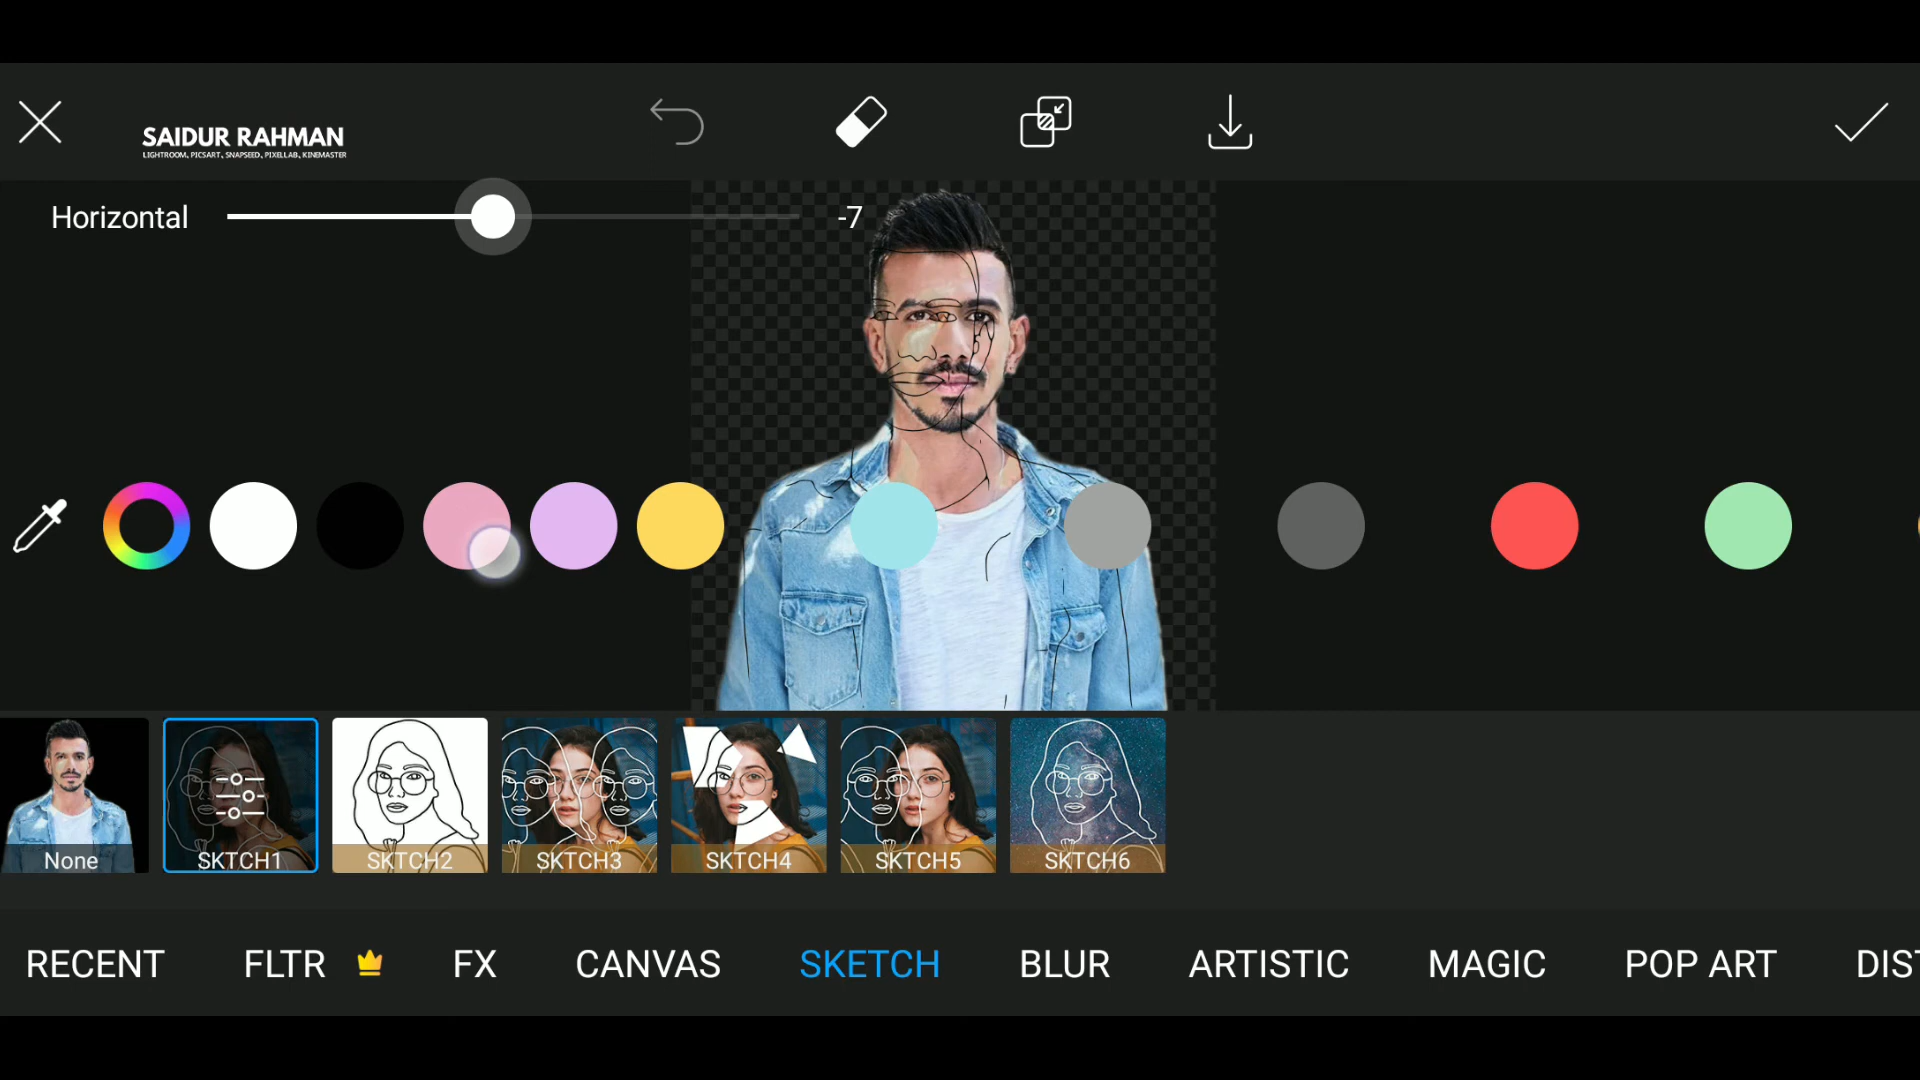 SAIDUR RAHMAN
LIGHTROOM, PICSART, SNAPSEED, PIXELLAB, KINEMASTER
Horizontal -7
None SKTCH1 SKTCH2 SKTCH3 SKTCH4 SKTCH5 SKTCH6
RECENT FLTR FX CANVAS SKETCH BLUR ARTISTIC MAGIC POP ART DIST